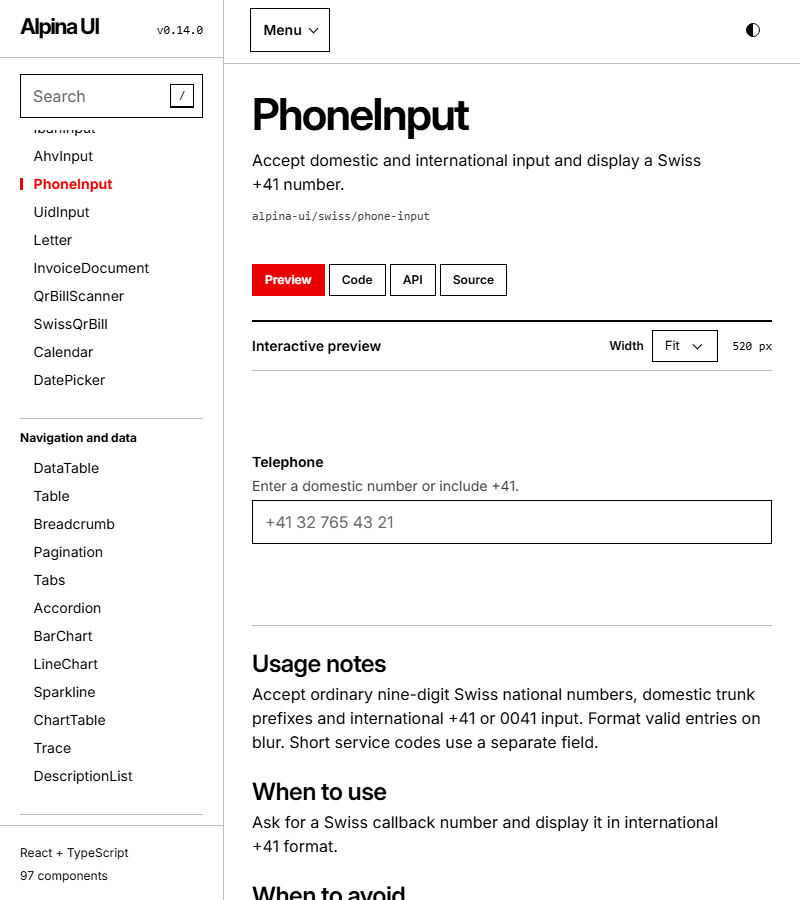 Alpina UI
v0.14.0
Menu
Search
/
IbanInput
AhvInput
PhoneInput
UidInput
Letter
InvoiceDocument
QrBillScanner
SwissQrBill
Calendar
DatePicker
Navigation and data
DataTable
Table
Breadcrumb
Pagination
Tabs
Accordion
BarChart
LineChart
Sparkline
ChartTable
Trace
DescriptionList
React + TypeScript
97 components
PhoneInput
Accept domestic and international input and display a Swiss
+41 number.
alpina-ui/swiss/phone-input
Preview Code API Source
Interactive preview Width Fit 520 px
Telephone
Enter a domestic number or include +41.
+41 32 765 43 21
Usage notes
Accept ordinary nine-digit Swiss national numbers, domestic trunk
prefixes and international +41 or 0041 input. Format valid entries on
blur. Short service codes use a separate field.
When to use
Ask for a Swiss callback number and display it in international
+41 format.
When to avoid